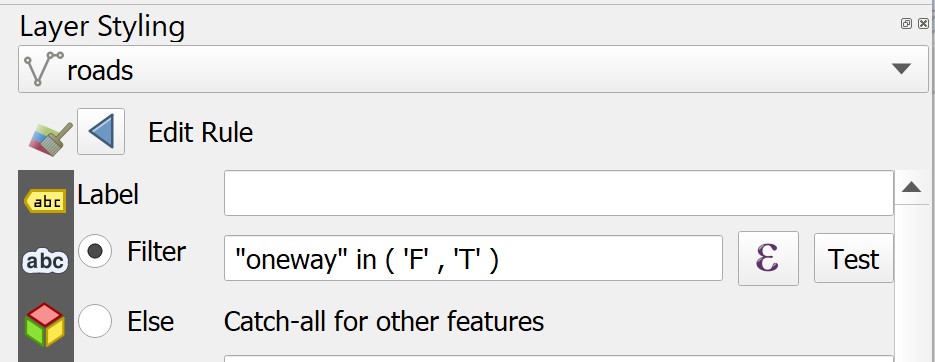 Layer Styling
roads
Edit Rule
abc
Label
abc
Filter
"oneway" in ( 'F' , 'T' )
ε
Test
Else
Catch-all for other features